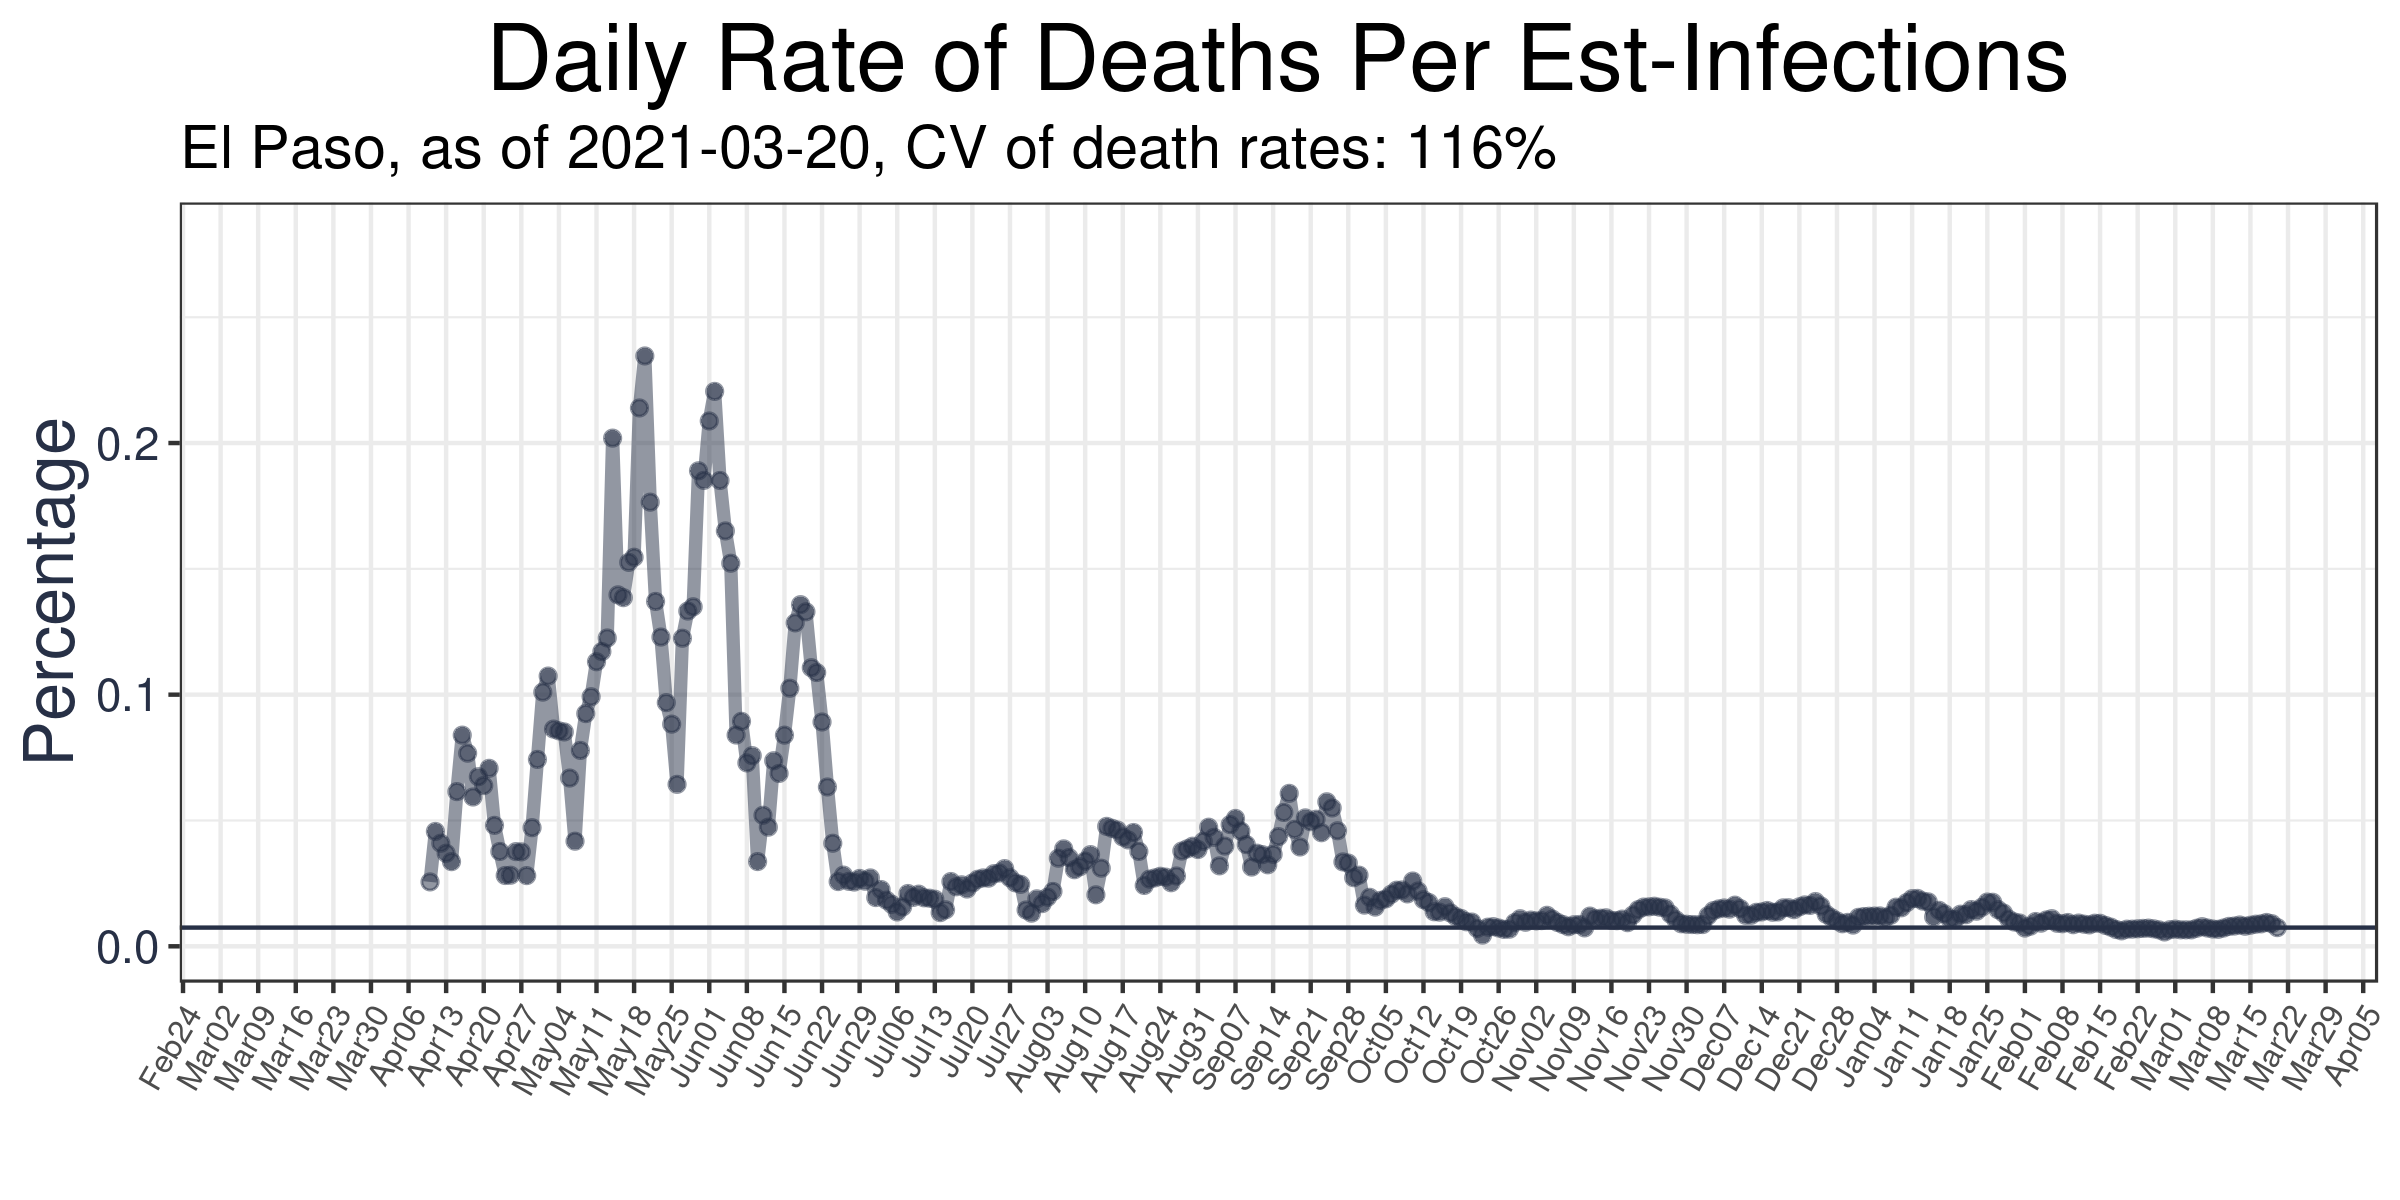 Daily Rate of Deaths Per Est-Infections
El Paso, as of 2021-03-20, CV of death rates: 116%
Percentage
0.2
0.1
0.0
Feb24 Mar02 Mar09 Mar16 Mar23 Mar30 Apr06 Apr13 Apr20 Apr27 May04 May11 May18 May25 Jun01 Jun08 Jun15 Jun22 Jun29 Jul06 Jul13 Jul20 Jul27 Aug03 Aug10 Aug17 Aug24 Aug31 Sep07 Sep14 Sep21 Sep28 Oct05 Oct12 Oct19 Oct26 Nov02 Nov09 Nov16 Nov23 Nov30 Dec07 Dec14 Dec21 Dec28 Jan04 Jan11 Jan18 Jan25 Feb01 Feb08 Feb15 Feb22 Mar01 Mar08 Mar15 Mar22 Mar29 Apr05